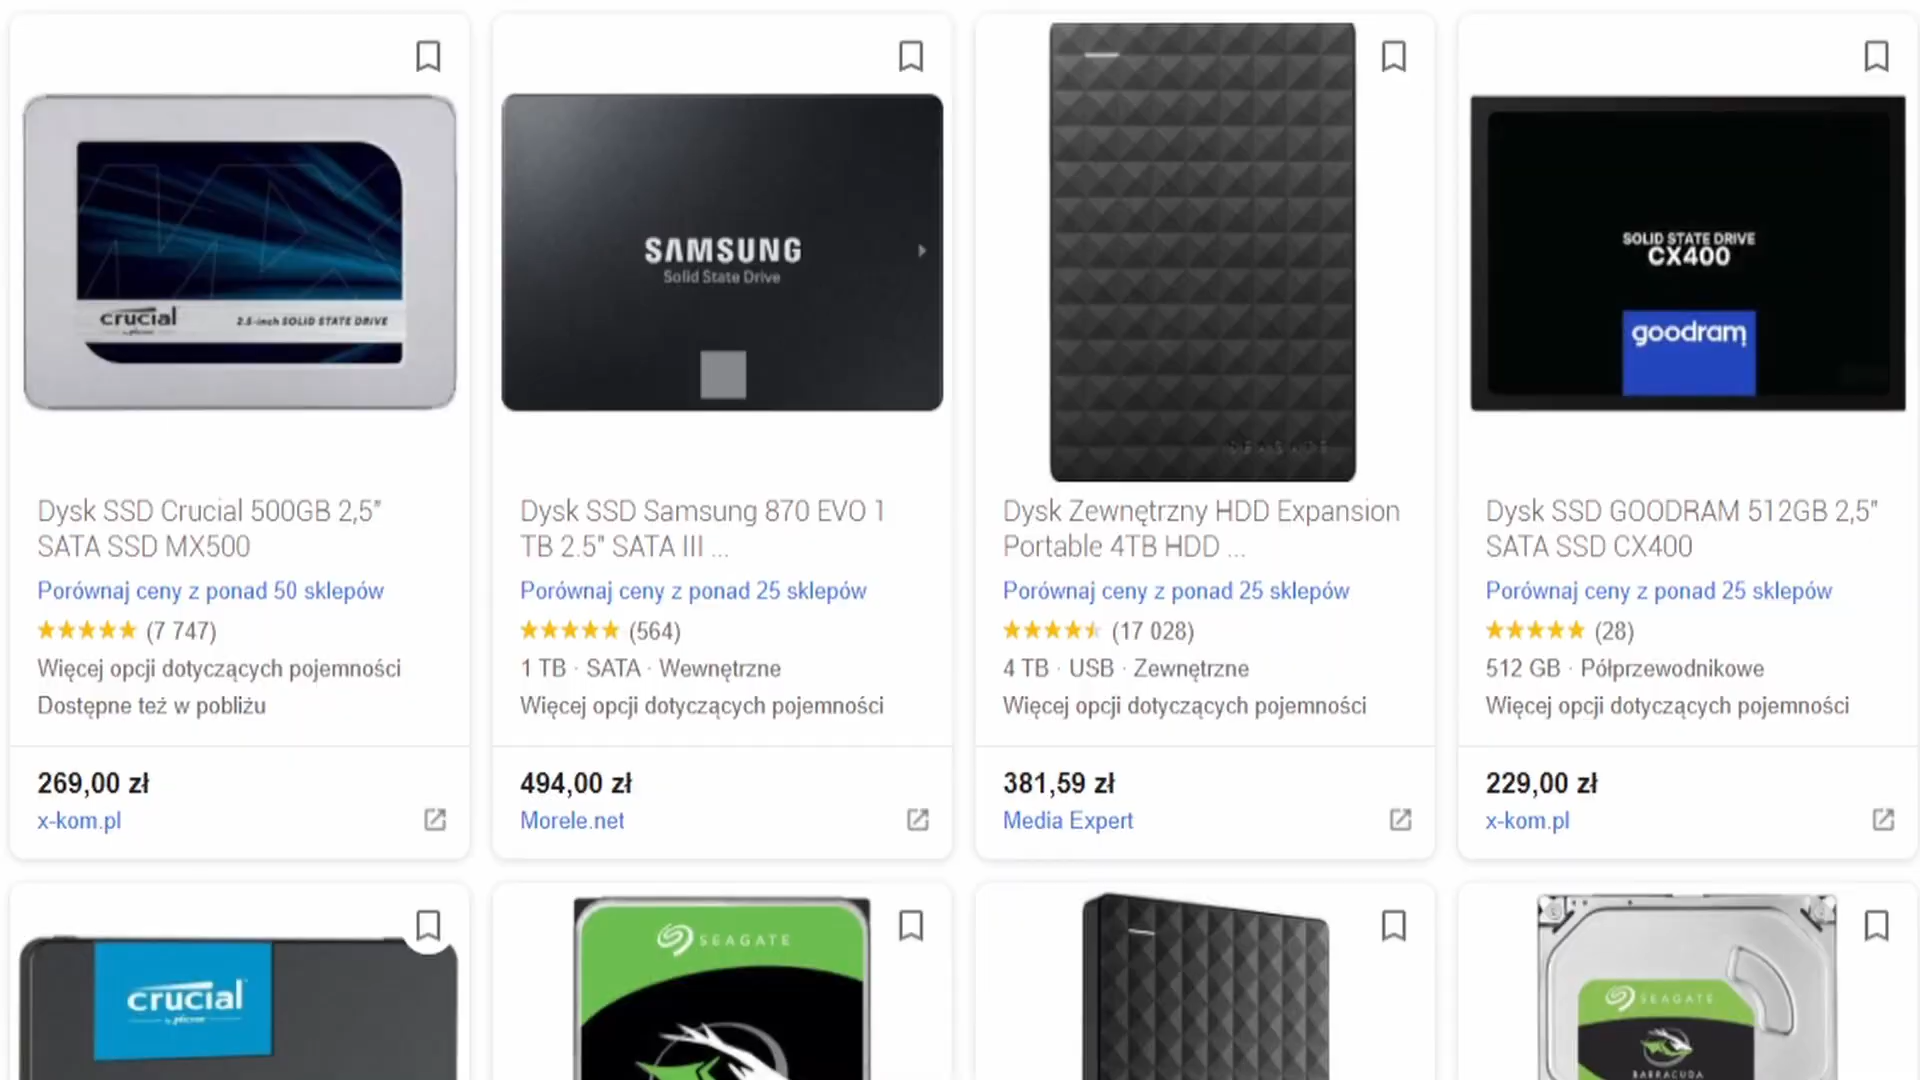 crucial
2.5-inch SOLID STATE DRIVE
SAMSUNG
Solid State Drive
SEAGATE
SOLID STATE DRIVE
CX400
goodram
Dysk SSD Crucial 500GB 2,5"
SATA SSD MX500
Porównaj ceny z ponad 50 sklepów
(7 747)
Więcej opcji dotyczących pojemności
Dostępne też w pobliżu
269,00 zł
x-kom.pl
Dysk SSD Samsung 870 EVO 1
TB 2.5" SATA III ...
Porównaj ceny z ponad 25 sklepów
(564)
1 TB · SATA · Wewnętrzne
Więcej opcji dotyczących pojemności
494,00 zł
Morele.net
Dysk Zewnętrzny HDD Expansion
Portable 4TB HDD ...
Porównaj ceny z ponad 25 sklepów
(17 028)
4 TB · USB · Zewnętrzne
Więcej opcji dotyczących pojemności
381,59 zł
Media Expert
Dysk SSD GOODRAM 512GB 2,5"
SATA SSD CX400
Porównaj ceny z ponad 25 sklepów
(28)
512 GB · Półprzewodnikowe
Więcej opcji dotyczących pojemności
229,00 zł
x-kom.pl
crucial
SEAGATE
SEAGATE
BARRACUDA